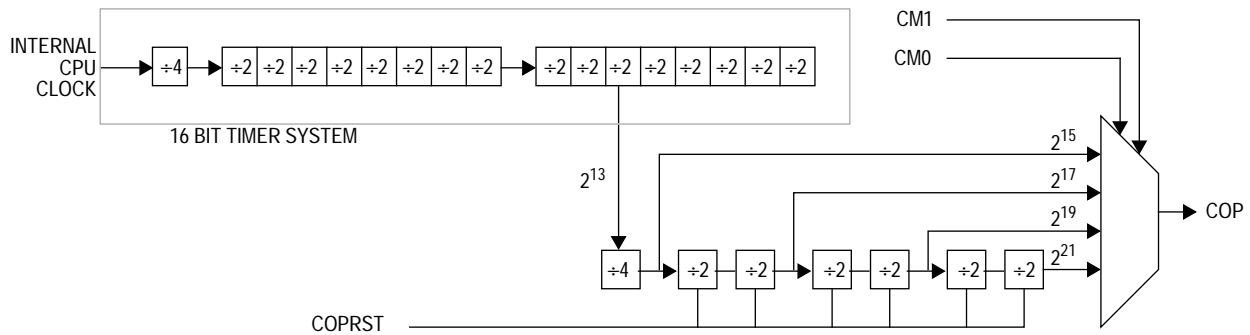 CM1
INTERNAL
CPU
CLOCK
÷4
÷2 ÷2 ÷2 ÷2 ÷2 ÷2 ÷2 ÷2
÷2 ÷2 ÷2 ÷2 ÷2 ÷2 ÷2 ÷2
CM0
16 BIT TIMER SYSTEM
2^15
2^13
2^17
2^19
COP
2^21
÷4
÷2 ÷2 ÷2 ÷2 ÷2 ÷2
COPRST